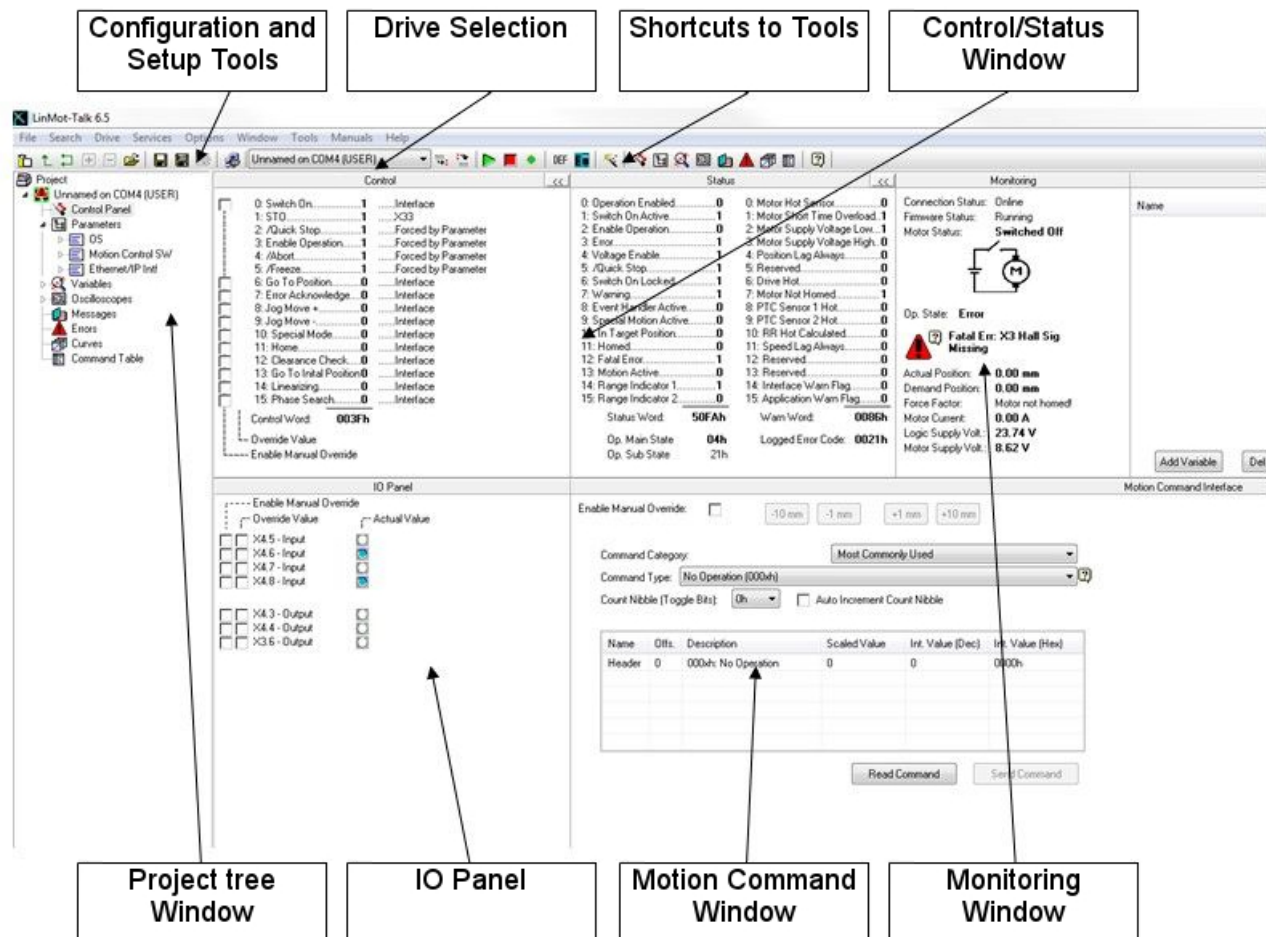 Configuration and
Setup Tools
Drive Selection
Shortcuts to Tools
Control/Status
Window
LinMot-Talk 6.5
File Search Drive Services Options Window Tools Manuals Help
Unnamed on COM4 (USER)
DEF
Project
Unnamed on COM4 (USER)
Control Panel
Parameters
OS
Motion Control SW
Ethernet/IP Intf
Variables
Oscilloscopes
Messages
Errors
Curves
Command Table
Control <<
0: Switch On 1 Interface
1: STO 1 X33
2: /Quick Stop 1 Forced by Parameter
3: Enable Operation 1 Forced by Parameter
4: /Abort 1 Forced by Parameter
5: /Freeze 1 Forced by Parameter
6: Go To Position 0 Interface
7: Error Acknowledge 0 Interface
8: Jog Move + 0 Interface
9: Jog Move - 0 Interface
10: Special Mode 0 Interface
11: Home 0 Interface
12: Clearance Check 0 Interface
13: Go To Inital Position 0 Interface
14: Linearizing 0 Interface
15: Phase Search 0 Interface
Control Word: 003Fh
Override Value
Enable Manual Override
Status <<
0: Operation Enabled 0
1: Switch On Active 1
2: Enable Operation 0
3: Error 1
4: Voltage Enable 1
5: /Quick Stop 1
6: Switch On Locked 1
7: Warning 1
8: Event Handler Active 0
9: Special Motion Active 0
In Target Position 0
11: Homed 0
12: Fatal Error 1
13: Motion Active 0
14: Range Indicator 1 1
15: Range Indicator 2 0
Status Word: 50FAh
Op. Main State 04h
Op. Sub State 21h
0: Motor Hot Sensor 0
1: Motor Short Time Overload 1
2: Motor Supply Voltage Low 1
3: Motor Supply Voltage High 0
4: Position Lag Always 0
5: Reserved 0
6: Drive Hot 0
7: Motor Not Homed 1
8: PTC Sensor 1 Hot 0
9: PTC Sensor 2 Hot 0
10: RR Hot Calculated 0
11: Speed Lag Always 0
12: Reserved 0
13: Reserved 0
14: Interface Warn Flag 0
15: Application Warn Flag 0
Warn Word: 0086h
Logged Error Code: 0021h
Monitoring
Connection Status: Online
Firmware Status: Running
Motor Status: Switched Off
M
Op. State: Error
Fatal Err: X3 Hall Sig
Missing
Actual Position: 0.00 mm
Demand Position: 0.00 mm
Force Factor: Motor not homed!
Motor Current: 0.00 A
Logic Supply Volt.: 23.74 V
Motor Supply Volt.: 8.62 V
Name
Add Variable Del
IO Panel
Enable Manual Override
Override Value Actual Value
X4.5 - Input
X4.6 - Input
X4.7 - Input
X4.8 - Input
X4.3 - Output
X4.4 - Output
X3.6 - Output
Motion Command Interface
Enable Manual Override: -10 mm -1 mm +1 mm +10 mm
Command Category: Most Commonly Used
Command Type: No Operation (000xh)
Count Nibble (Toggle Bits): 0h Auto Increment Count Nibble
Name Offs. Description Scaled Value Int. Value (Dec) Int. Value (Hex)
Header 0 000xh: No Operation 0 0 0000h
Read Command Send Command
Project tree
Window
IO Panel
Motion Command
Window
Monitoring
Window